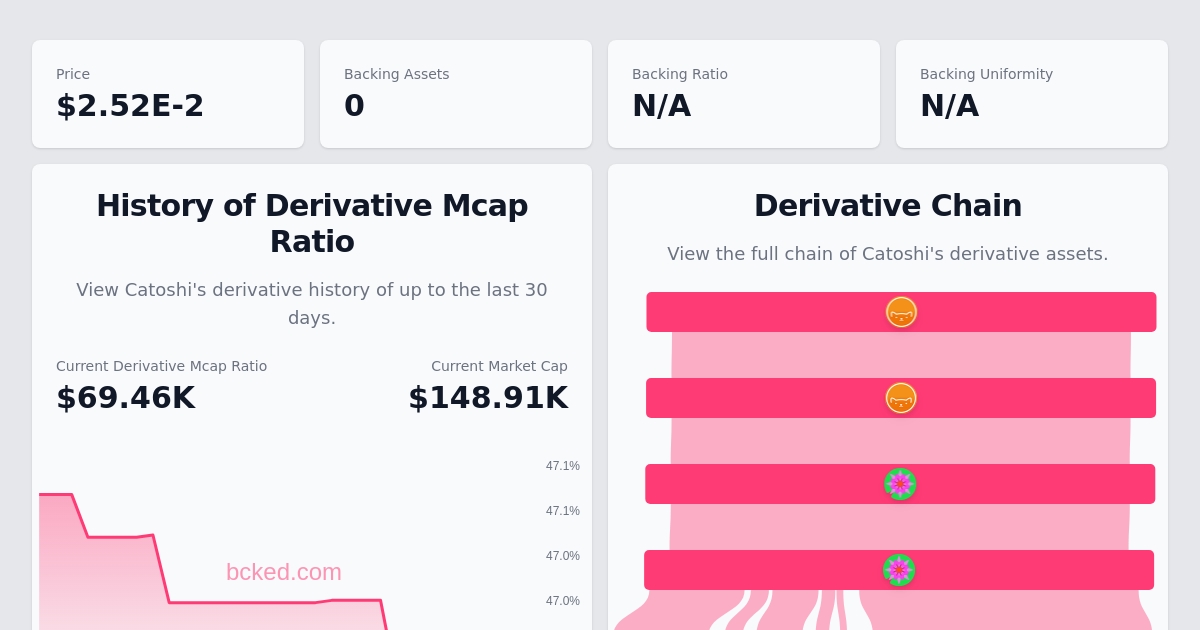 Price
$2.52E-2
Backing Assets
0
Backing Ratio
N/A
Backing Uniformity
N/A
History of Derivative Mcap
Ratio
View Catoshi's derivative history of up to the last 30
days.
Current Derivative Mcap Ratio
$69.46K
Current Market Cap
$148.91K
47.1%
47.1%
47.0%
47.0%
bcked.com
Derivative Chain
View the full chain of Catoshi's derivative assets.